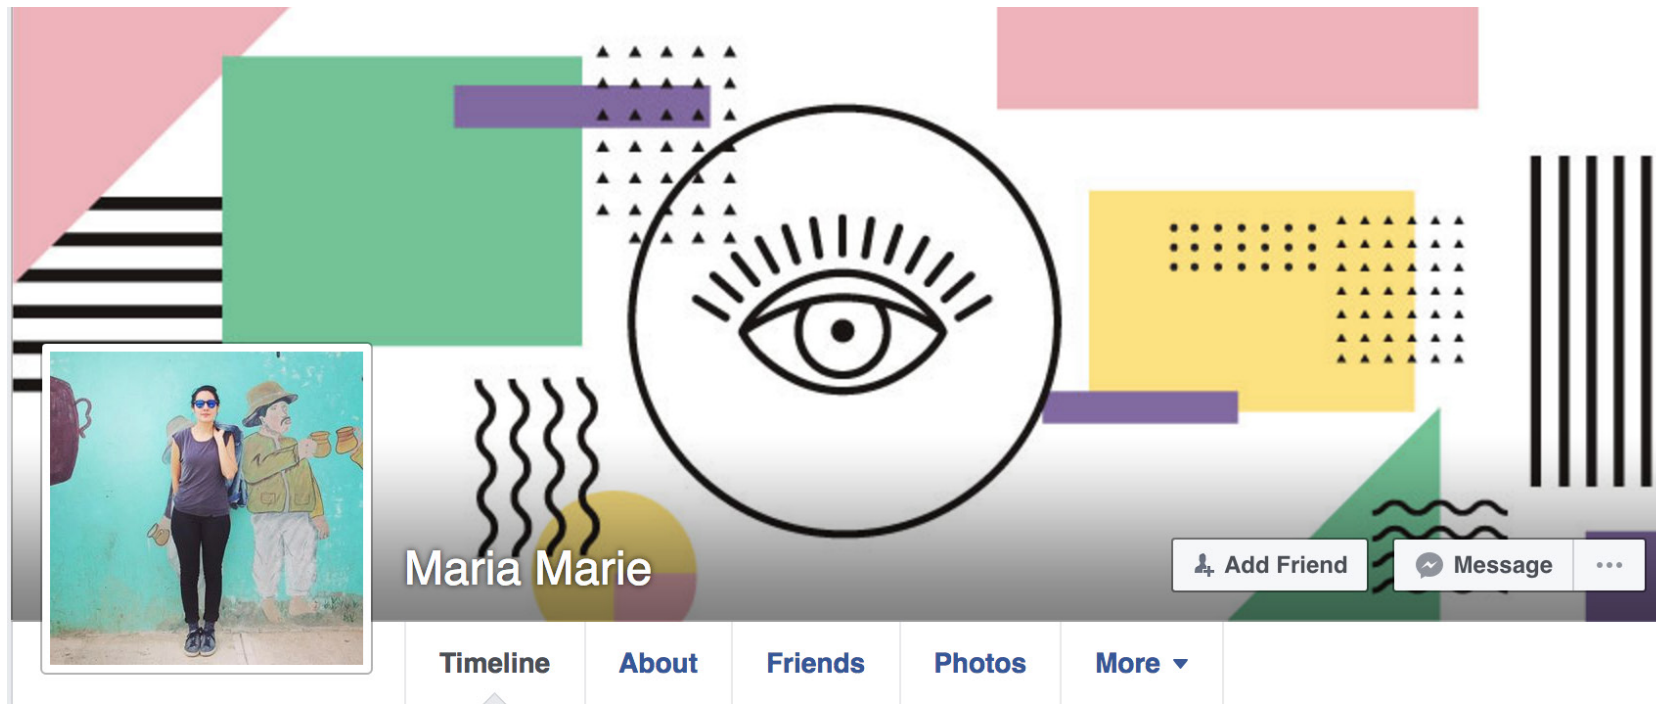 Maria Marie
Add Friend
Message
Timeline
About
Friends
Photos
More